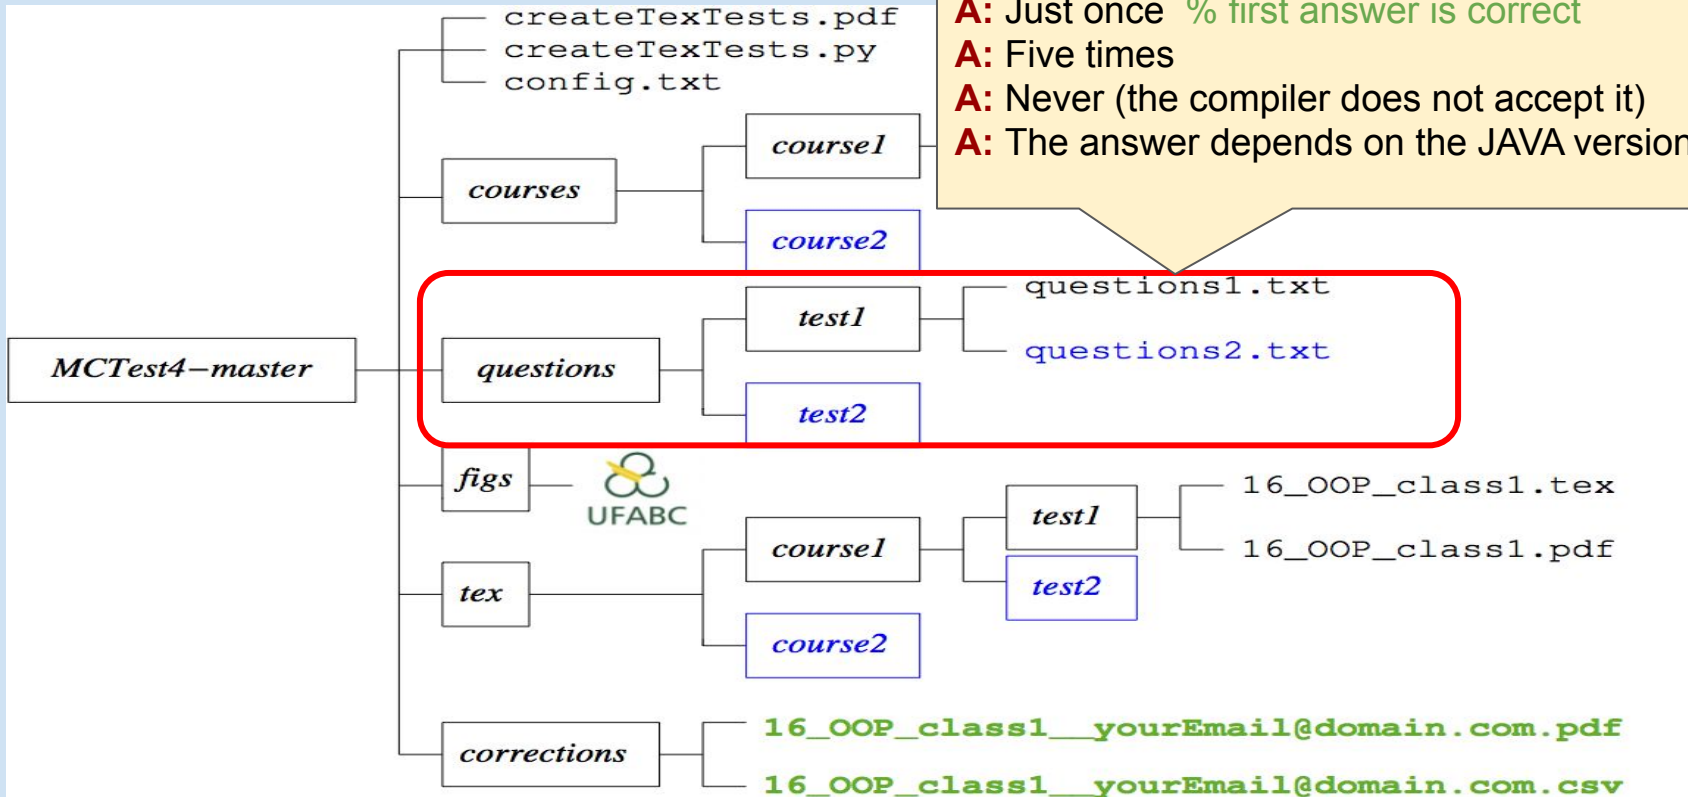 createTexTests.pdf
createTexTests.py
config.txt
A: Just once % first answer is correct
A: Five times
A: Never (the compiler does not accept it)
A: The answer depends on the JAVA version
course1
courses
course2
questions1.txt
test1
questions2.txt
MCTest4-master
questions
test2
figs
UFABC
16_OOP_class1.tex
test1
course1
16_OOP_class1.pdf
tex
test2
course2
16_OOP_class1__yourEmail@domain.com.pdf
corrections
16_OOP_class1__yourEmail@domain.com.csv